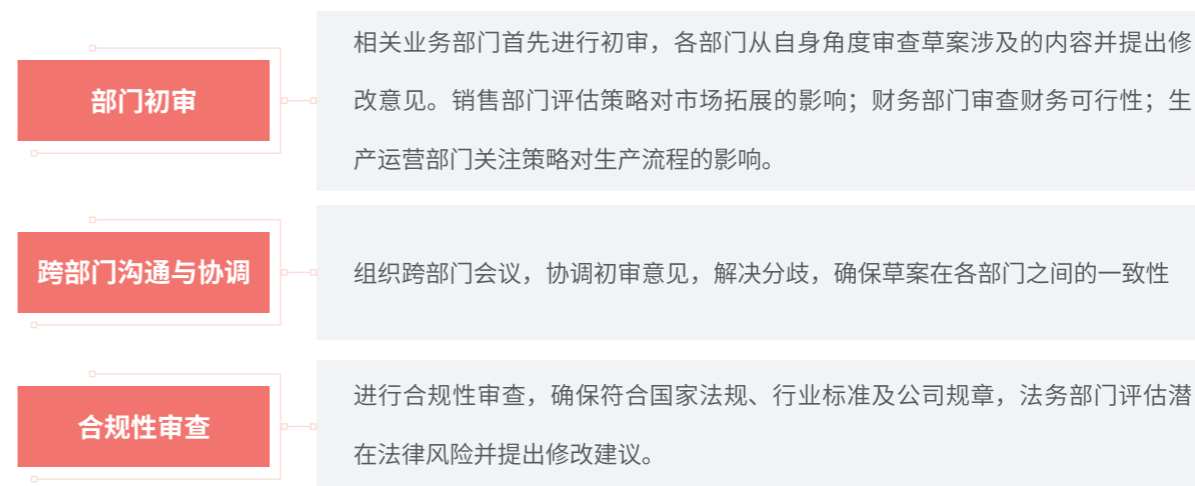 部门初审
相关业务部门首先进行初审，各部门从自身角度审查草案涉及的内容并提出修
改意见。销售部门评估策略对市场拓展的影响；财务部门审查财务可行性；生
产运营部门关注策略对生产流程的影响。
跨部门沟通与协调
组织跨部门会议，协调初审意见，解决分歧，确保草案在各部门之间的一致性
合规性审查
进行合规性审查，确保符合国家法规、行业标准及公司规章，法务部门评估潜
在法律风险并提出修改建议。